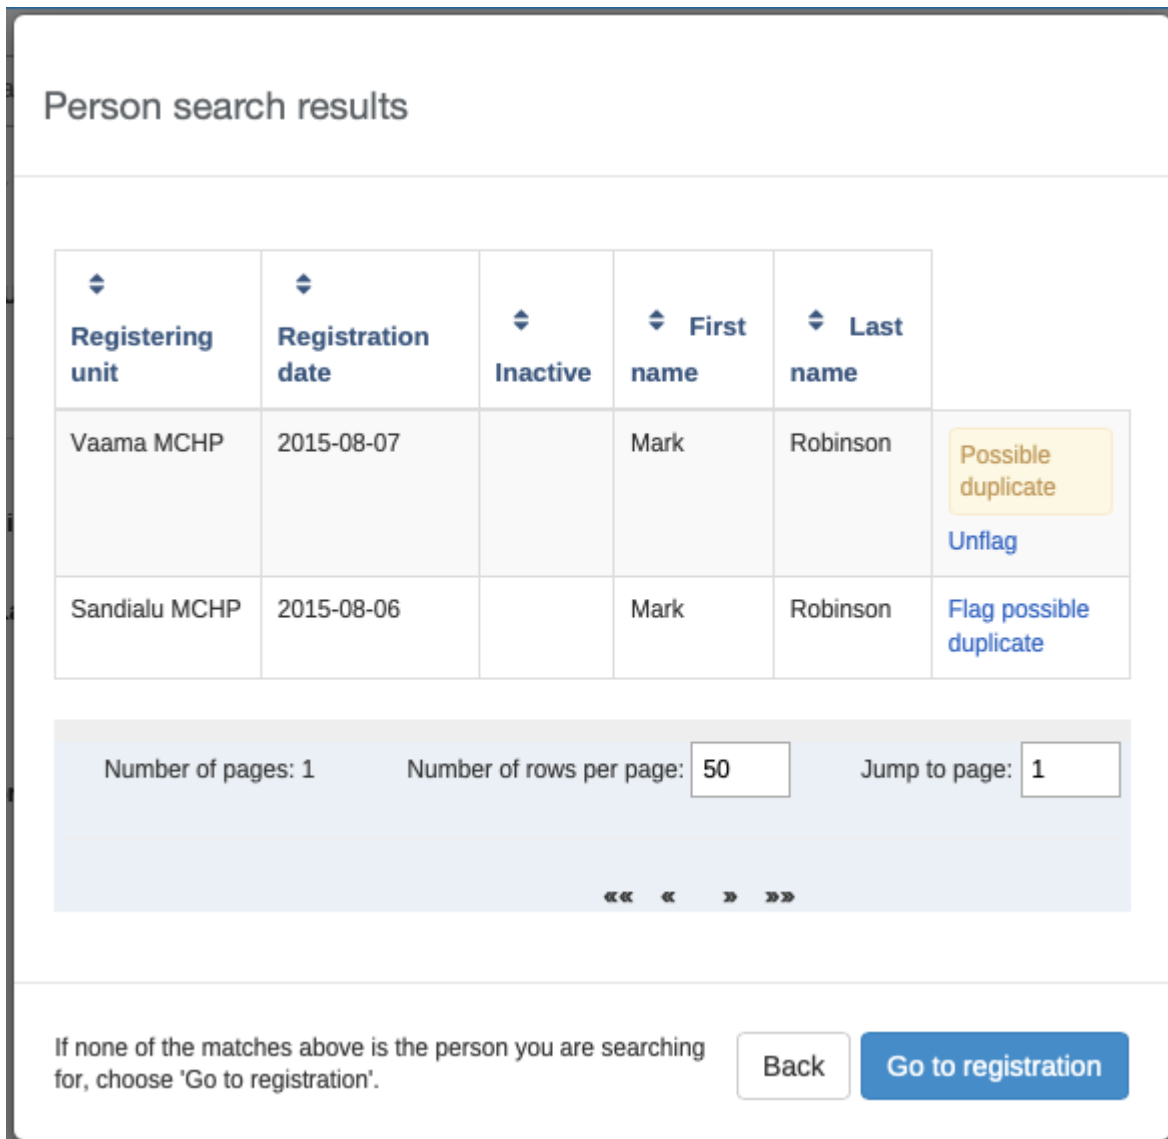 Person search results
Registering unit
Registration date
Inactive
First name
Last name
Vaama MCHP 2015-08-07 Mark Robinson Possible duplicate
Unflag
Sandialu MCHP 2015-08-06 Mark Robinson Flag possible duplicate
Number of pages: 1 Number of rows per page: 50 Jump to page: 1
«« « » »»
If none of the matches above is the person you are searching
for, choose 'Go to registration'.
Back Go to registration